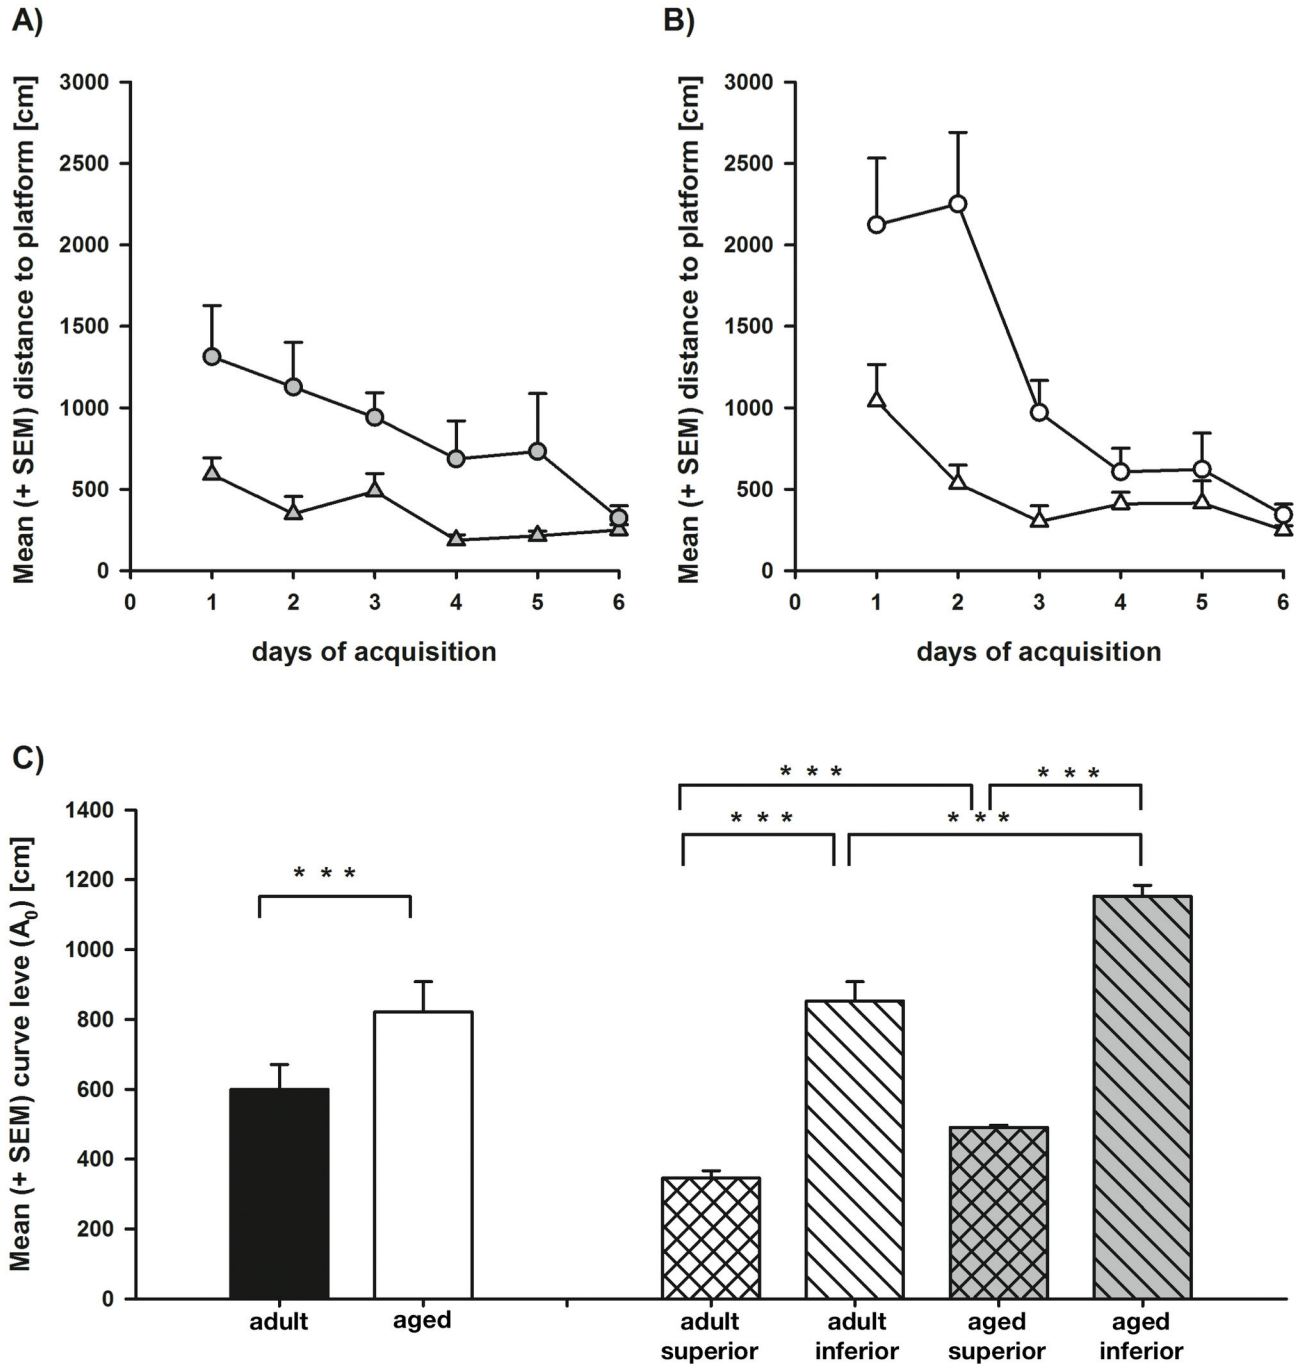 A)
Mean (+ SEM) distance to platform [cm]
3000
2500
2000
1500
1000
500
0
0 1 2 3 4 5 6
days of acquisition
B)
Mean (+ SEM) distance to platform [cm]
3000
2500
2000
1500
1000
500
0
0 1 2 3 4 5 6
days of acquisition
C)
Mean (+ SEM) curve leve (A0) [cm]
1400
1200
1000
800
600
400
200
0
* * *
* * *
* * *
* * *
* * *
adult
aged
adult
superior
adult
inferior
aged
superior
aged
inferior